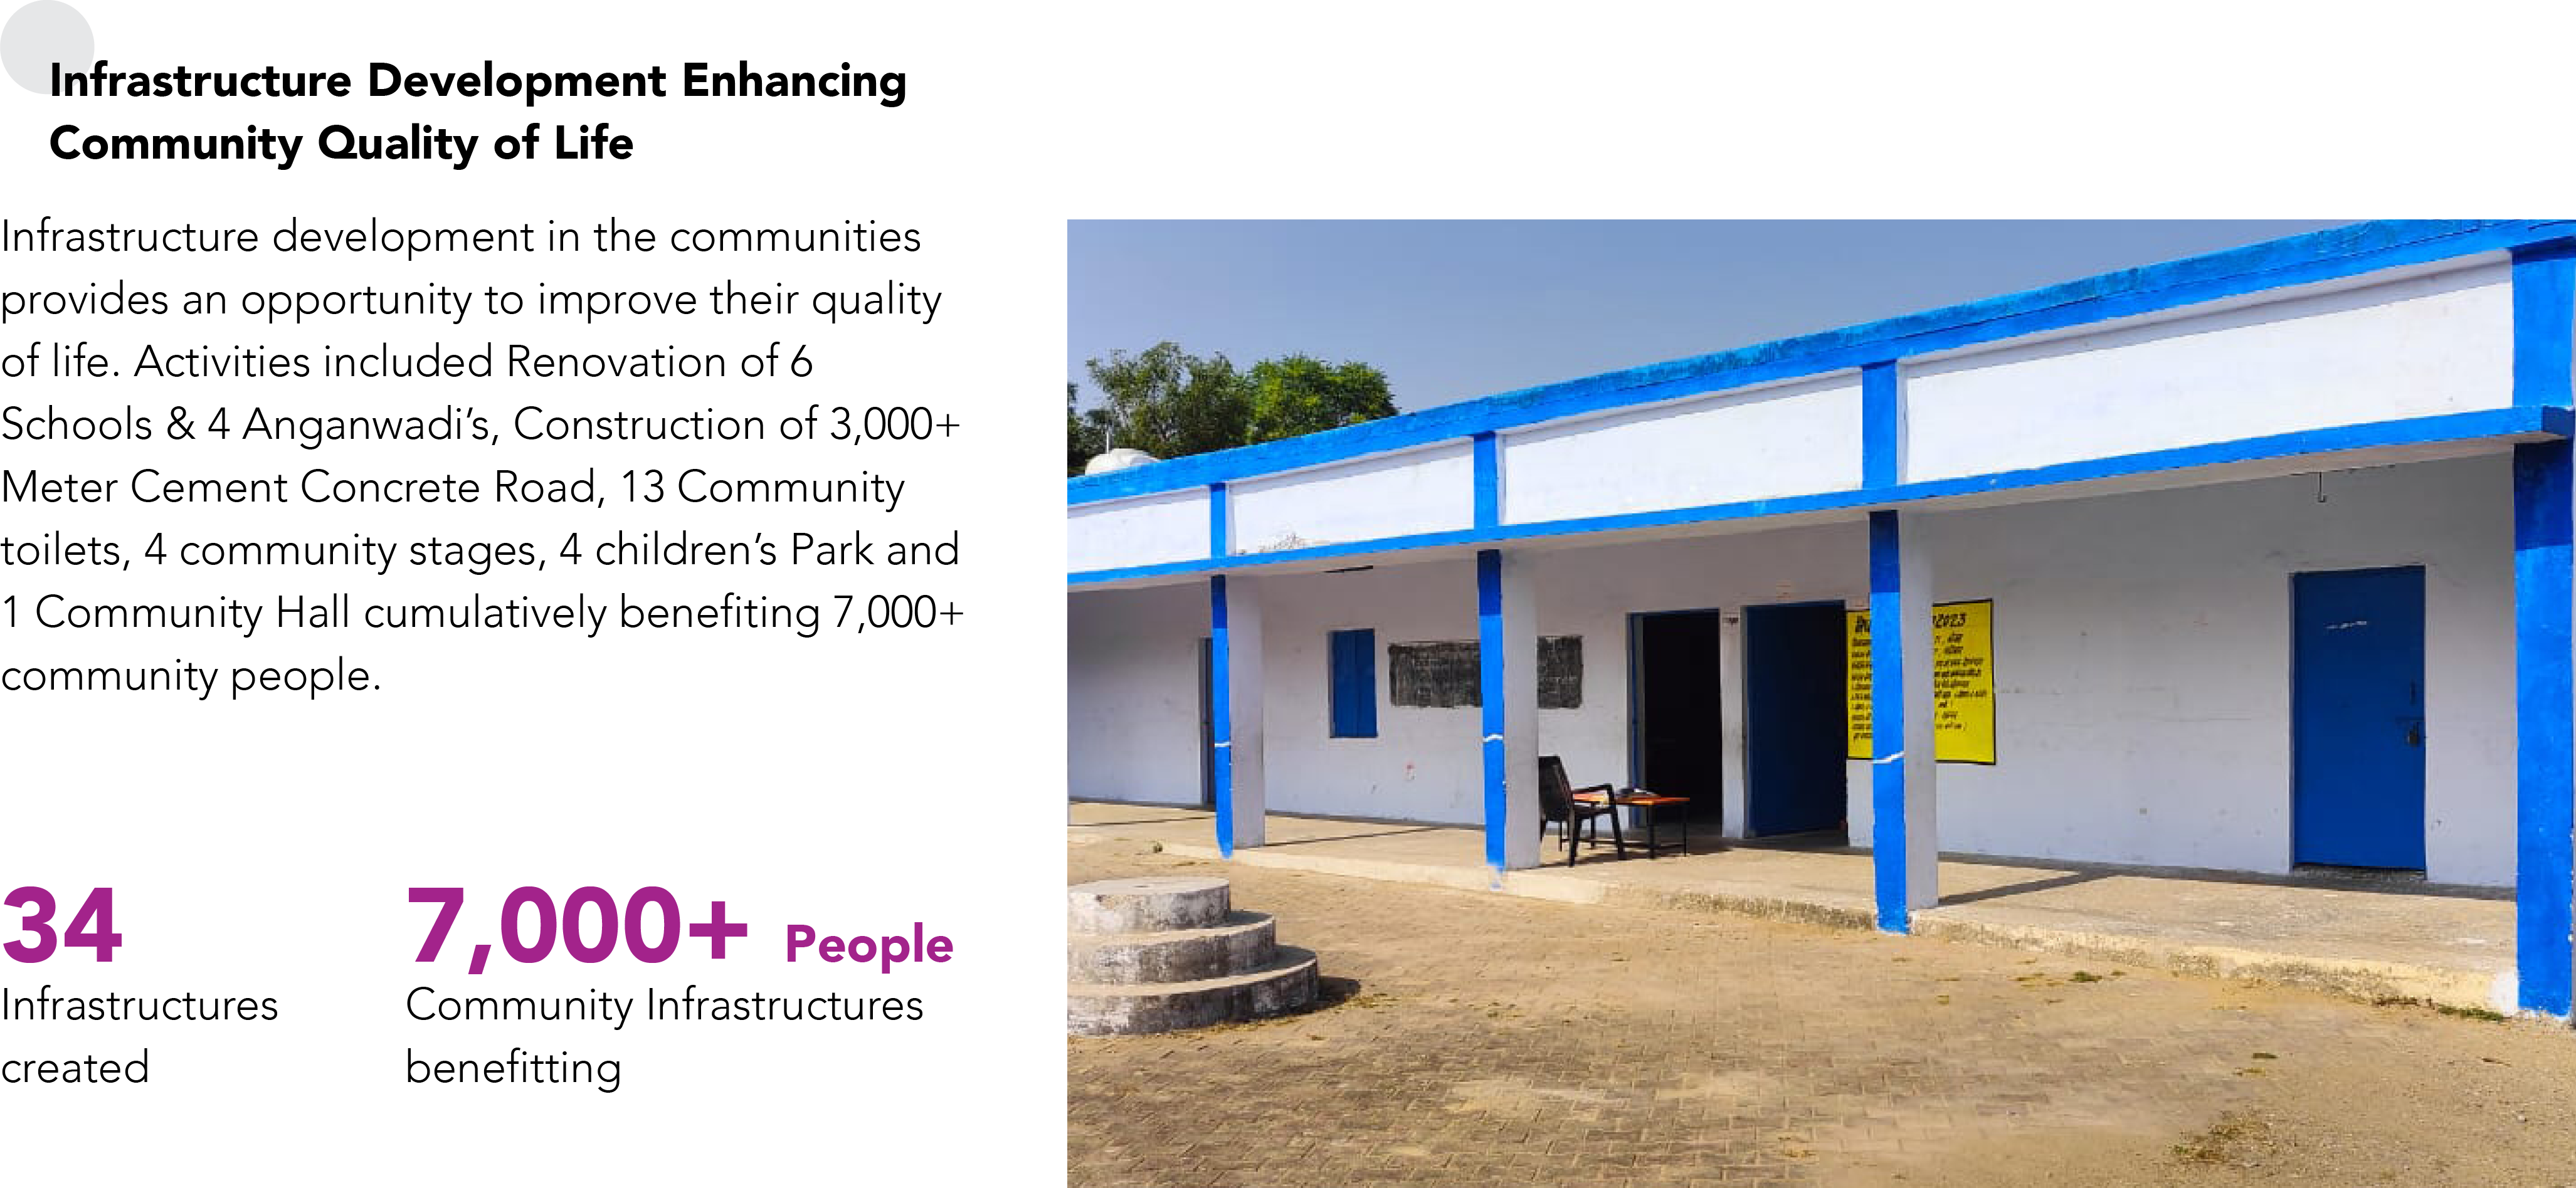 Infrastructure Development Enhancing
Community Quality of Life
Infrastructure development in the communities
provides an opportunity to improve their quality
of life. Activities included Renovation of 6
Schools & 4 Anganwadi’s, Construction of 3,000+
Meter Cement Concrete Road, 13 Community
toilets, 4 community stages, 4 children’s Park and
1 Community Hall cumulatively benefiting 7,000+
community people.
34
Infrastructures
created
7,000+ People
Community Infrastructures
benefitting